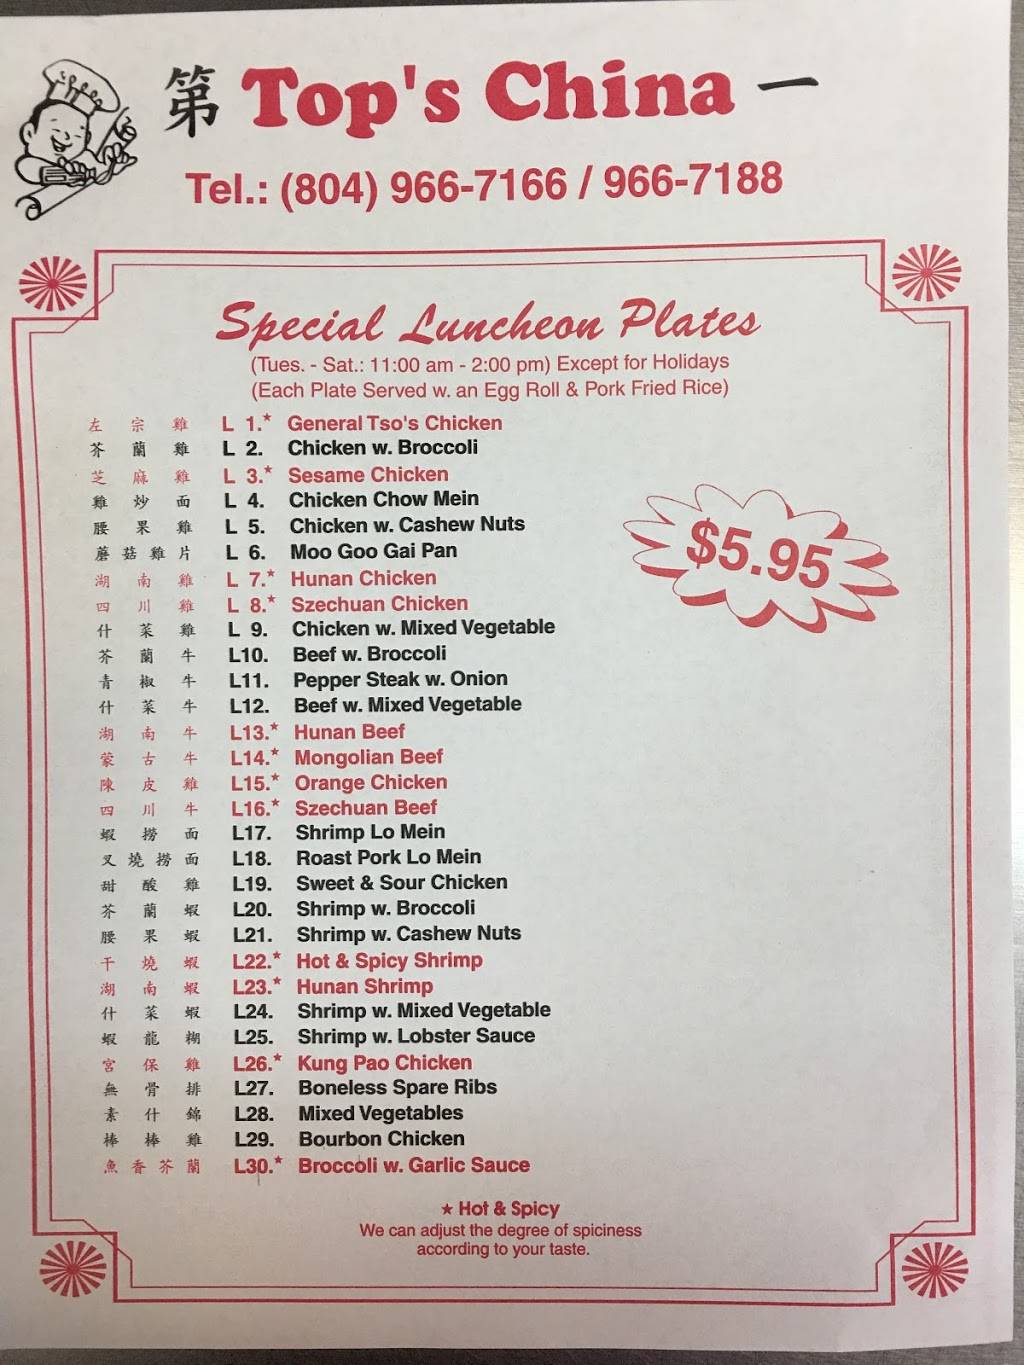 第 Top's China 一
Tel.: (804) 966-7166 / 966-7188
Special Luncheon Plates
(Tues. - Sat.: 11:00 am - 2:00 pm) Except for Holidays
(Each Plate Served w. an Egg Roll & Pork Fried Rice)
左宗雞 L 1.* General Tso's Chicken
芥蘭雞 L 2. Chicken w. Broccoli
芝麻雞 L 3.* Sesame Chicken
雞炒面 L 4. Chicken Chow Mein
腰果雞 L 5. Chicken w. Cashew Nuts
蘑菇雞片 L 6. Moo Goo Gai Pan
$5.95
湖南雞 L 7.* Hunan Chicken
四川雞 L 8.* Szechuan Chicken
什菜雞 L 9. Chicken w. Mixed Vegetable
芥蘭牛 L10. Beef w. Broccoli
青椒牛 L11. Pepper Steak w. Onion
什菜牛 L12. Beef w. Mixed Vegetable
湖南牛 L13.* Hunan Beef
蒙古牛 L14.* Mongolian Beef
陳皮雞 L15.* Orange Chicken
四川牛 L16.* Szechuan Beef
蝦撈面 L17. Shrimp Lo Mein
叉燒撈面 L18. Roast Pork Lo Mein
甜酸雞 L19. Sweet & Sour Chicken
芥蘭蝦 L20. Shrimp w. Broccoli
腰果蝦 L21. Shrimp w. Cashew Nuts
干燒蝦 L22.* Hot & Spicy Shrimp
湖南蝦 L23.* Hunan Shrimp
什菜蝦 L24. Shrimp w. Mixed Vegetable
蝦龍糊 L25. Shrimp w. Lobster Sauce
宮保雞 L26.* Kung Pao Chicken
無骨排 L27. Boneless Spare Ribs
素什錦 L28. Mixed Vegetables
棒棒雞 L29. Bourbon Chicken
魚香芥蘭 L30.* Broccoli w. Garlic Sauce
★ Hot & Spicy
We can adjust the degree of spiciness
according to your taste.